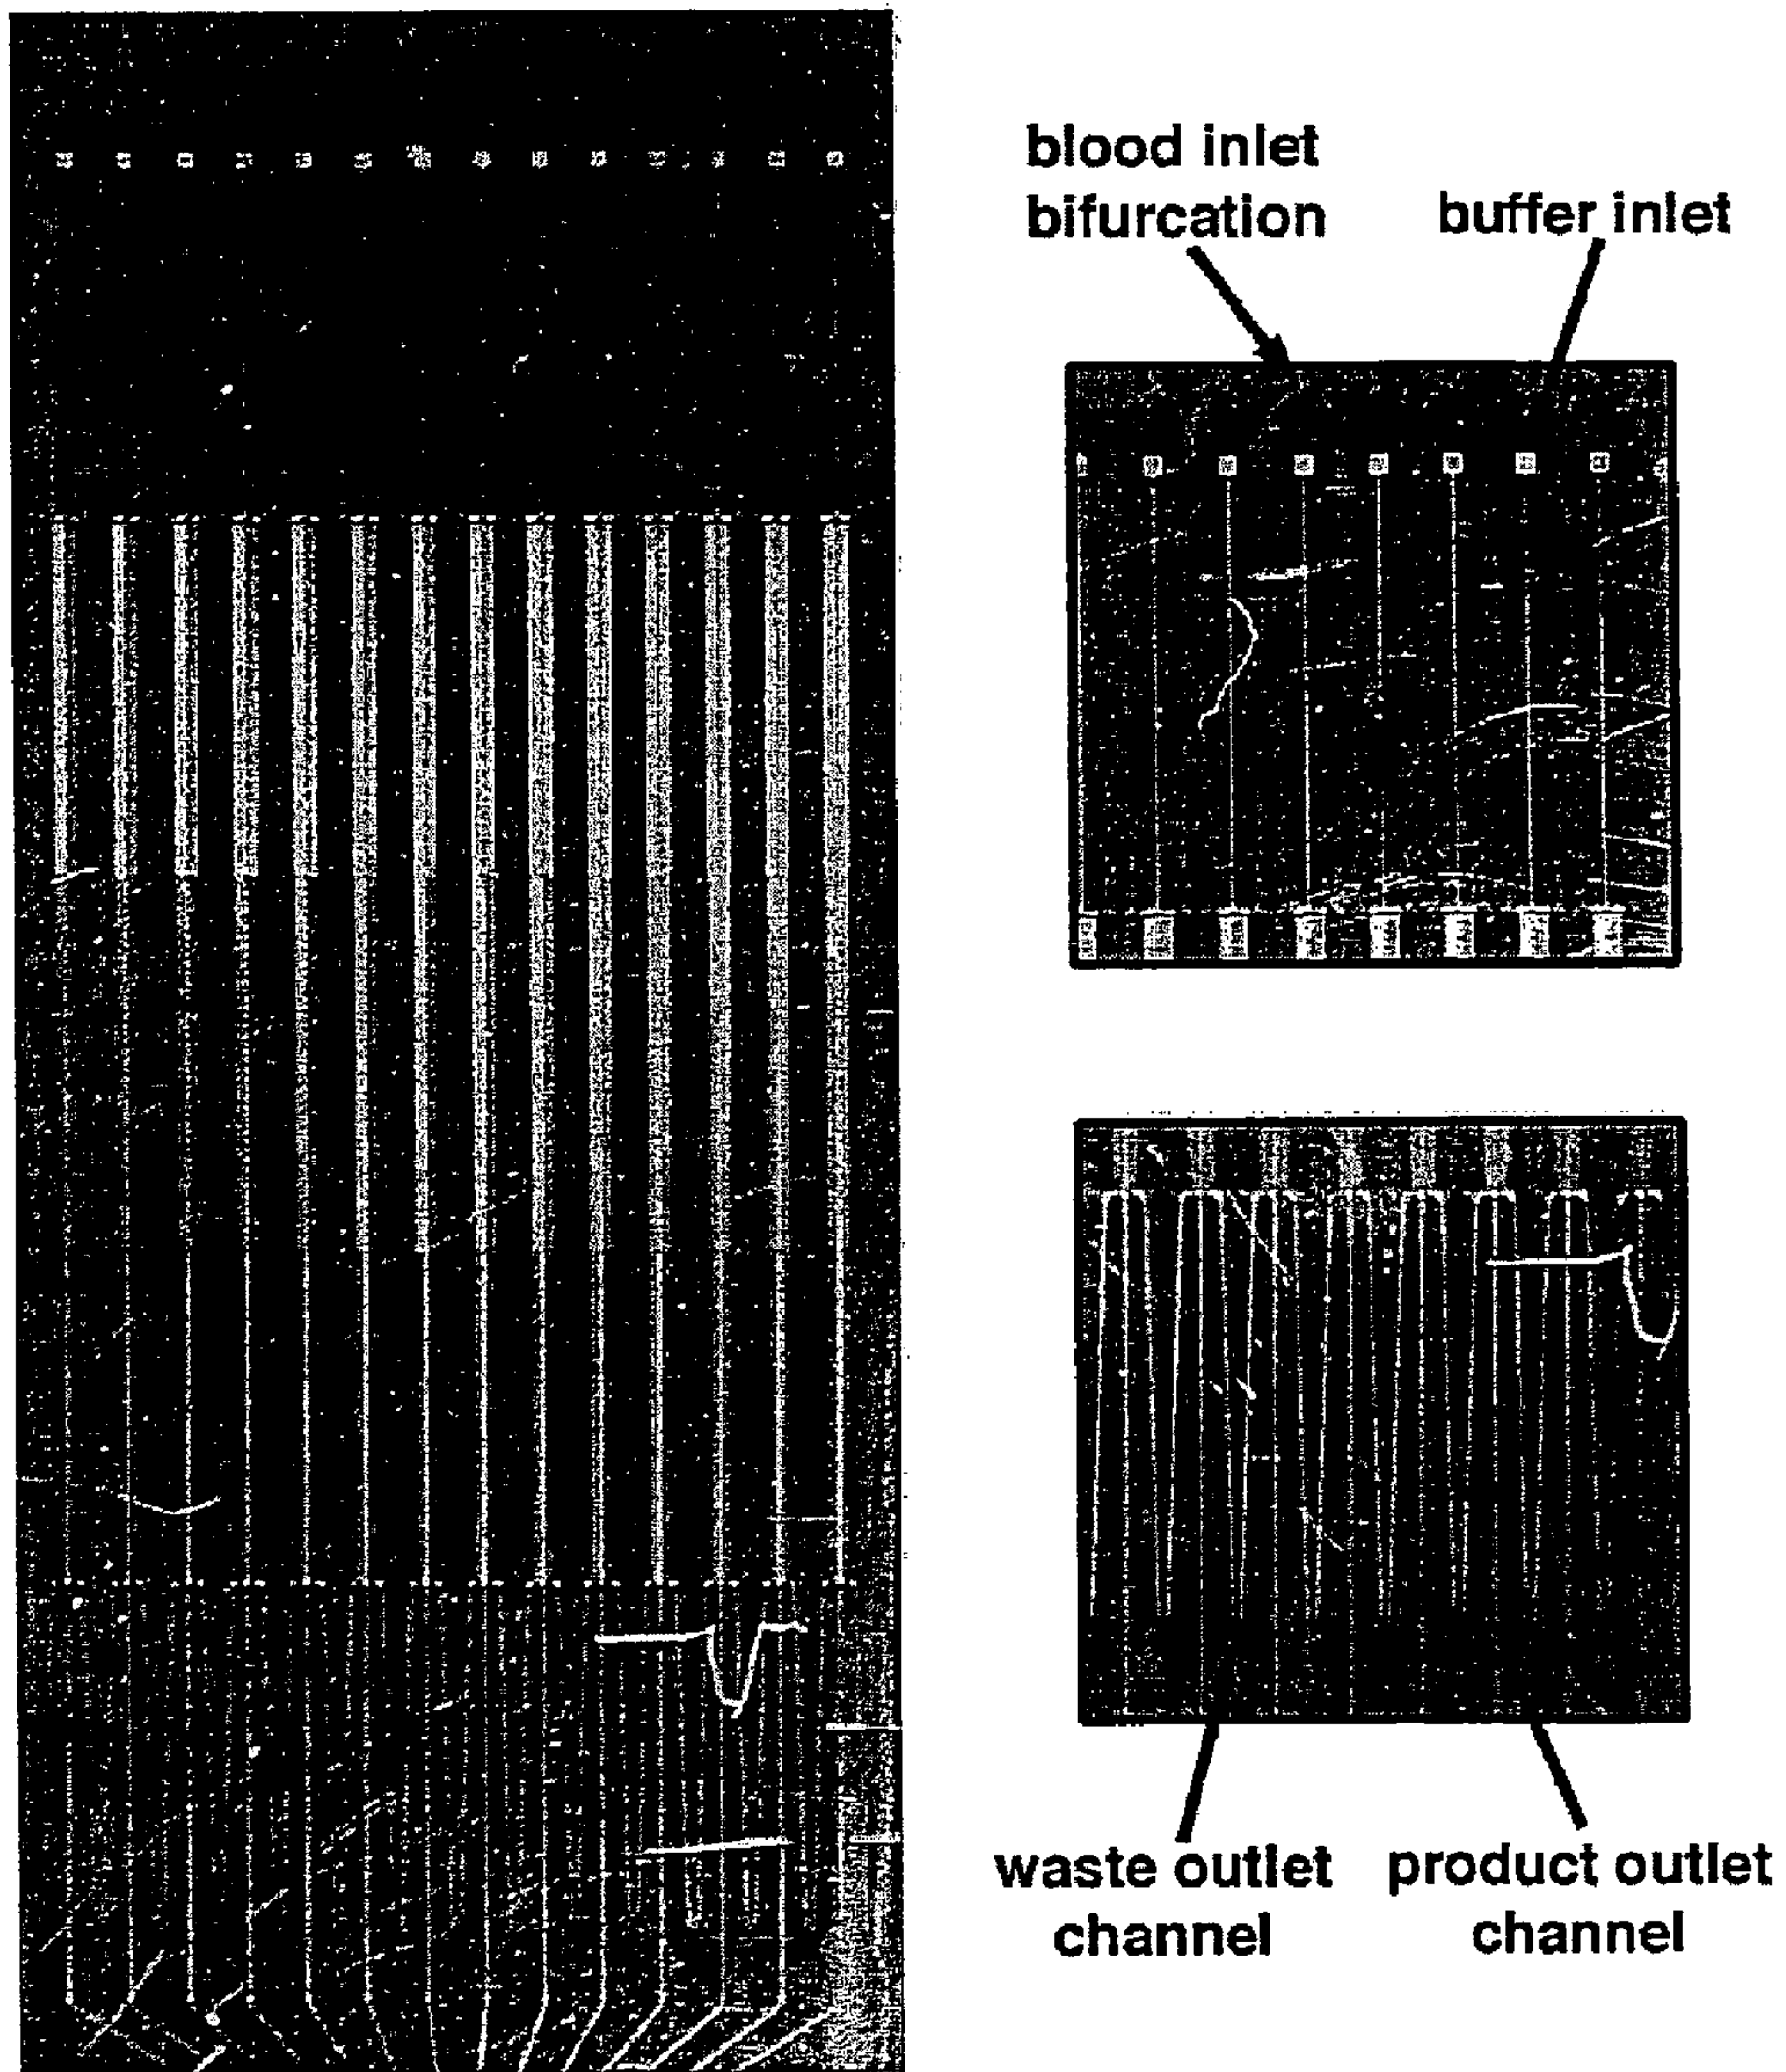 blood inlet
bifurcation
buffer inlet
waste outlet
channel
product outlet
channel